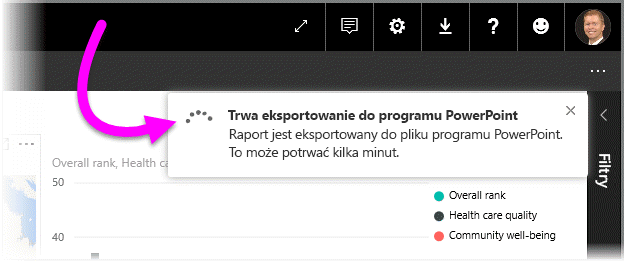 ?
Trwa eksportowanie do programu PowerPoint
Raport jest eksportowany do pliku programu PowerPoint.
To może potrwać kilka minut.
Filtry
Overall rank, Health ca
50
Overall rank
Health care quality
40
Community well-being